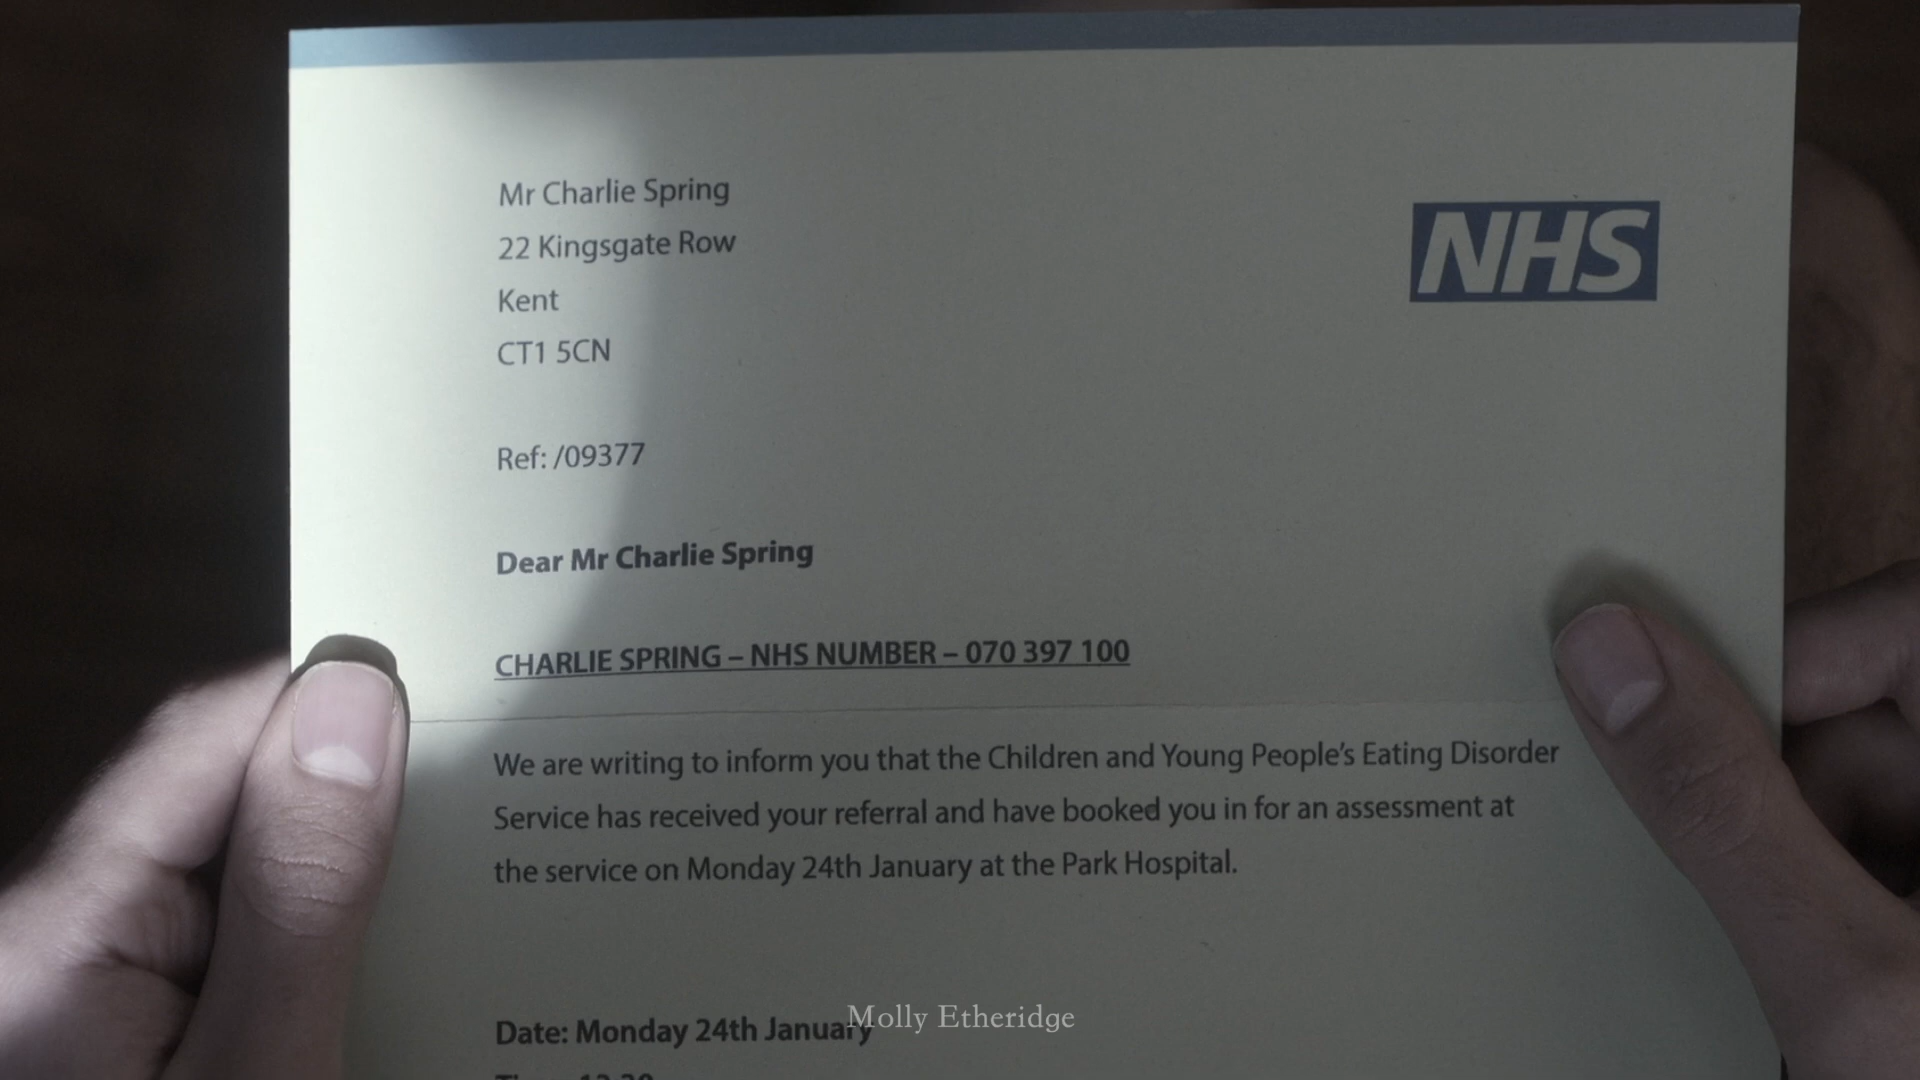 Mr Charlie Spring
22 Kingsgate Row
Kent
CT1 5CN
NHS
Ref: /09377
Dear Mr Charlie Spring
CHARLIE SPRING – NHS NUMBER – 070 397 100
We are writing to inform you that the Children and Young People’s Eating Disorder
Service has received your referral and have booked you in for an assessment at
the service on Monday 24th January at the Park Hospital.
Date: Monday 24th January
Molly Etheridge